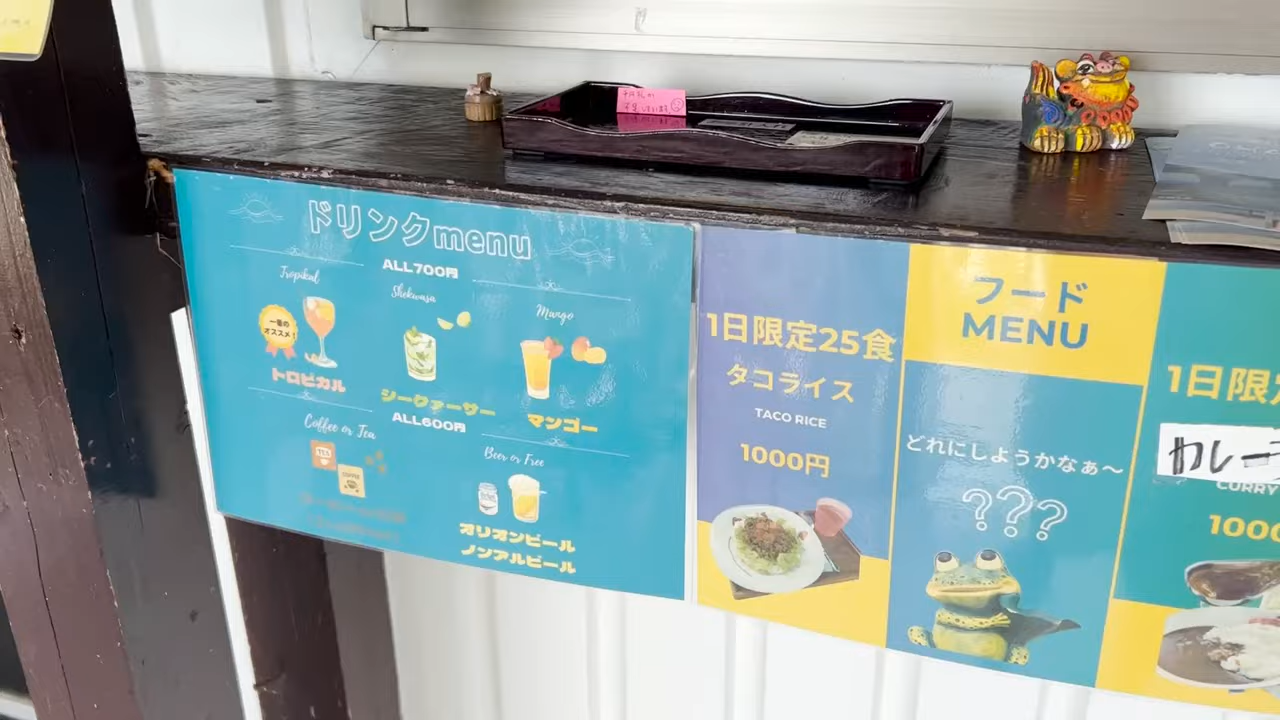 ドリンクmenu
ALL700円
Tropikal
一番の
オススメ!
トロピカル
Shekwasa
シークァーサー
Mango
マンゴー
ALL600円
Coffee or Tea
TEA
COFFEE
Beer or Free
オリオンビール
ノンアルビール
1日限定25食
タコライス
TACO RICE
1000円
フード
MENU
どれにしようかなぁ〜
???
1日限
カレー
CURRY
100